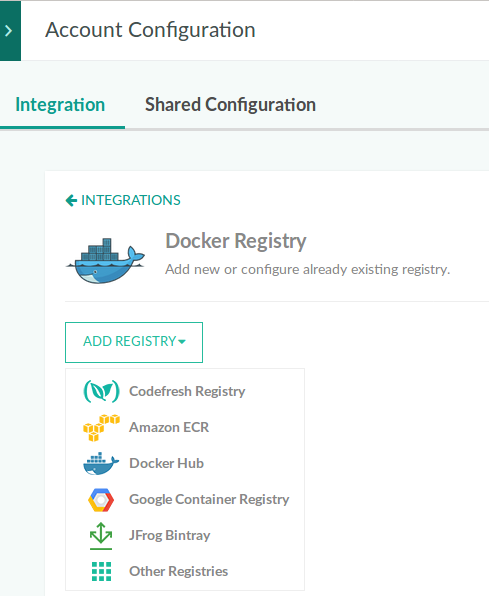 Account Configuration
Integration
Shared Configuration
INTEGRATIONS
Docker Registry
Add new or configure already existing registry.
ADD REGISTRY
Codefresh Registry
Amazon ECR
Docker Hub
Google Container Registry
JFrog Bintray
Other Registries